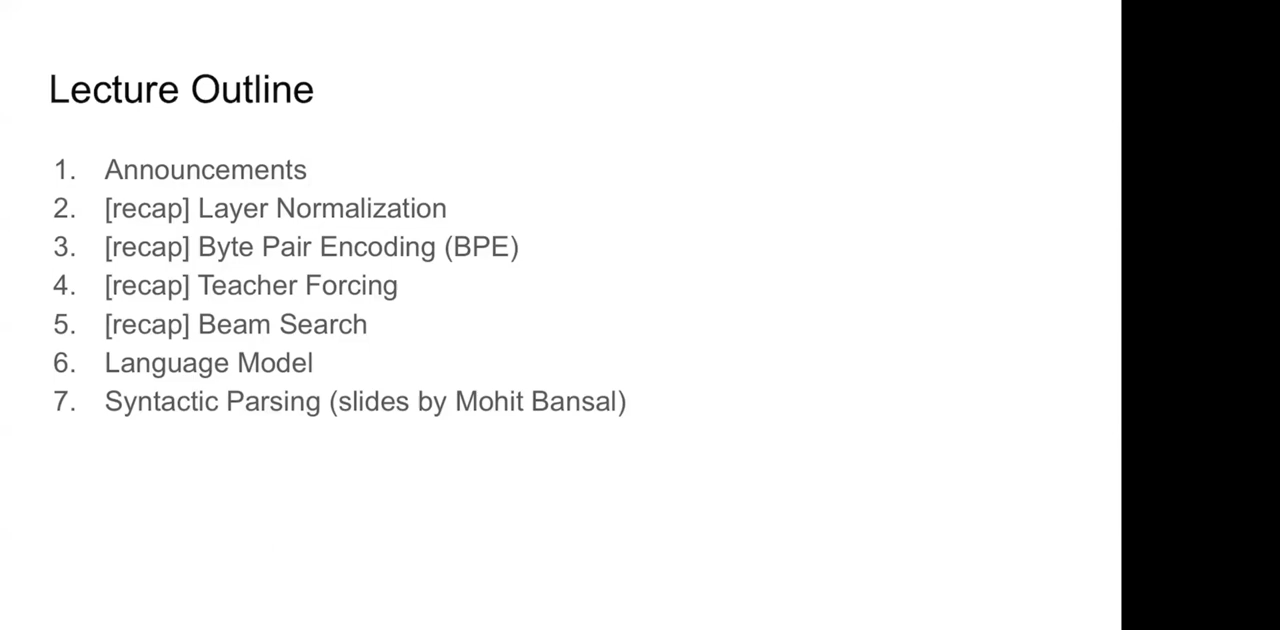 Lecture Outline
1. Announcements
2. [recap] Layer Normalization
3. [recap] Byte Pair Encoding (BPE)
4. [recap] Teacher Forcing
5. [recap] Beam Search
6. Language Model
7. Syntactic Parsing (slides by Mohit Bansal)